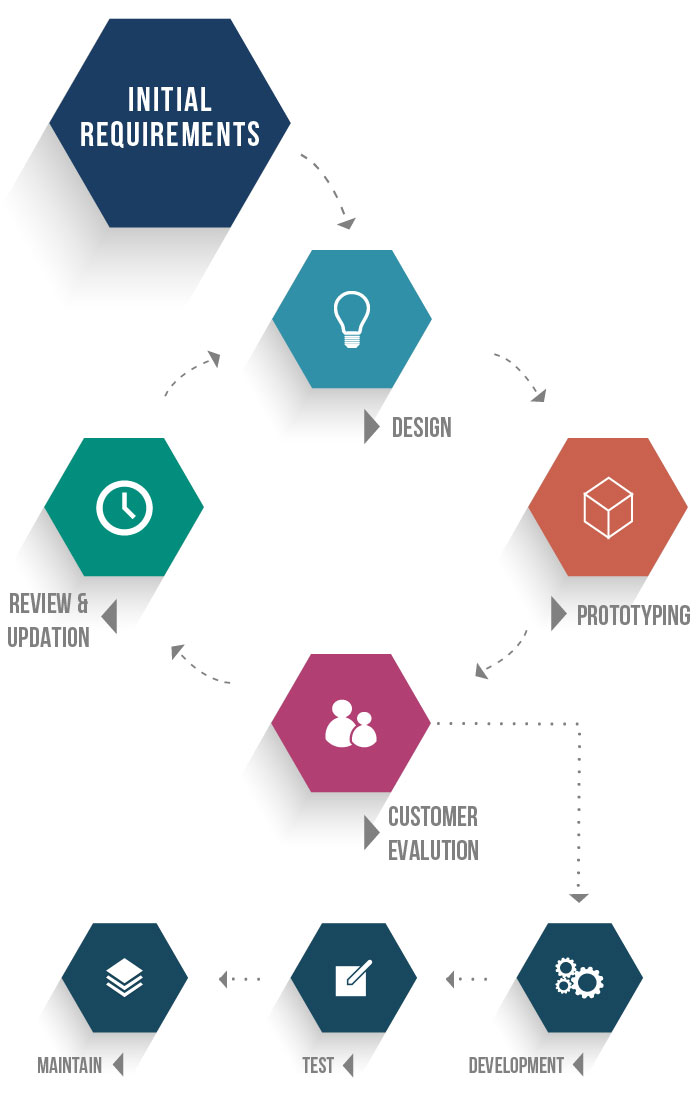 INITIAL
REQUIREMENTS
DESIGN
REVIEW &
UPDATION
PROTOTYPING
CUSTOMER
EVALUTION
MAINTAIN
TEST
DEVELOPMENT